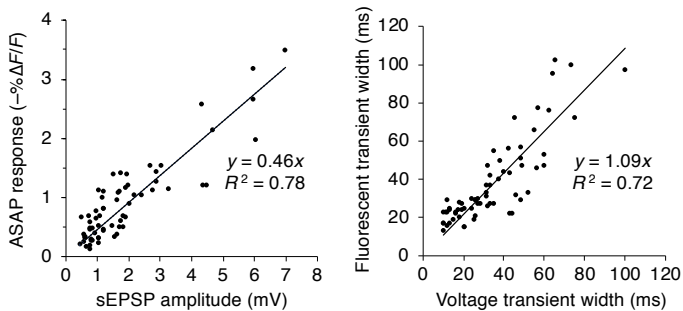 ASAP response (–%ΔF/F)
–4
3
2
1
0
0 1 2 3 4 5 6 7 8
sEPSP amplitude (mV)
y = 0.46x
R² = 0.78
Fluorescent transient width (ms)
120
100
80
60
40
20
0
0 20 40 60 80 100 120
Voltage transient width (ms)
y = 1.09x
R² = 0.72